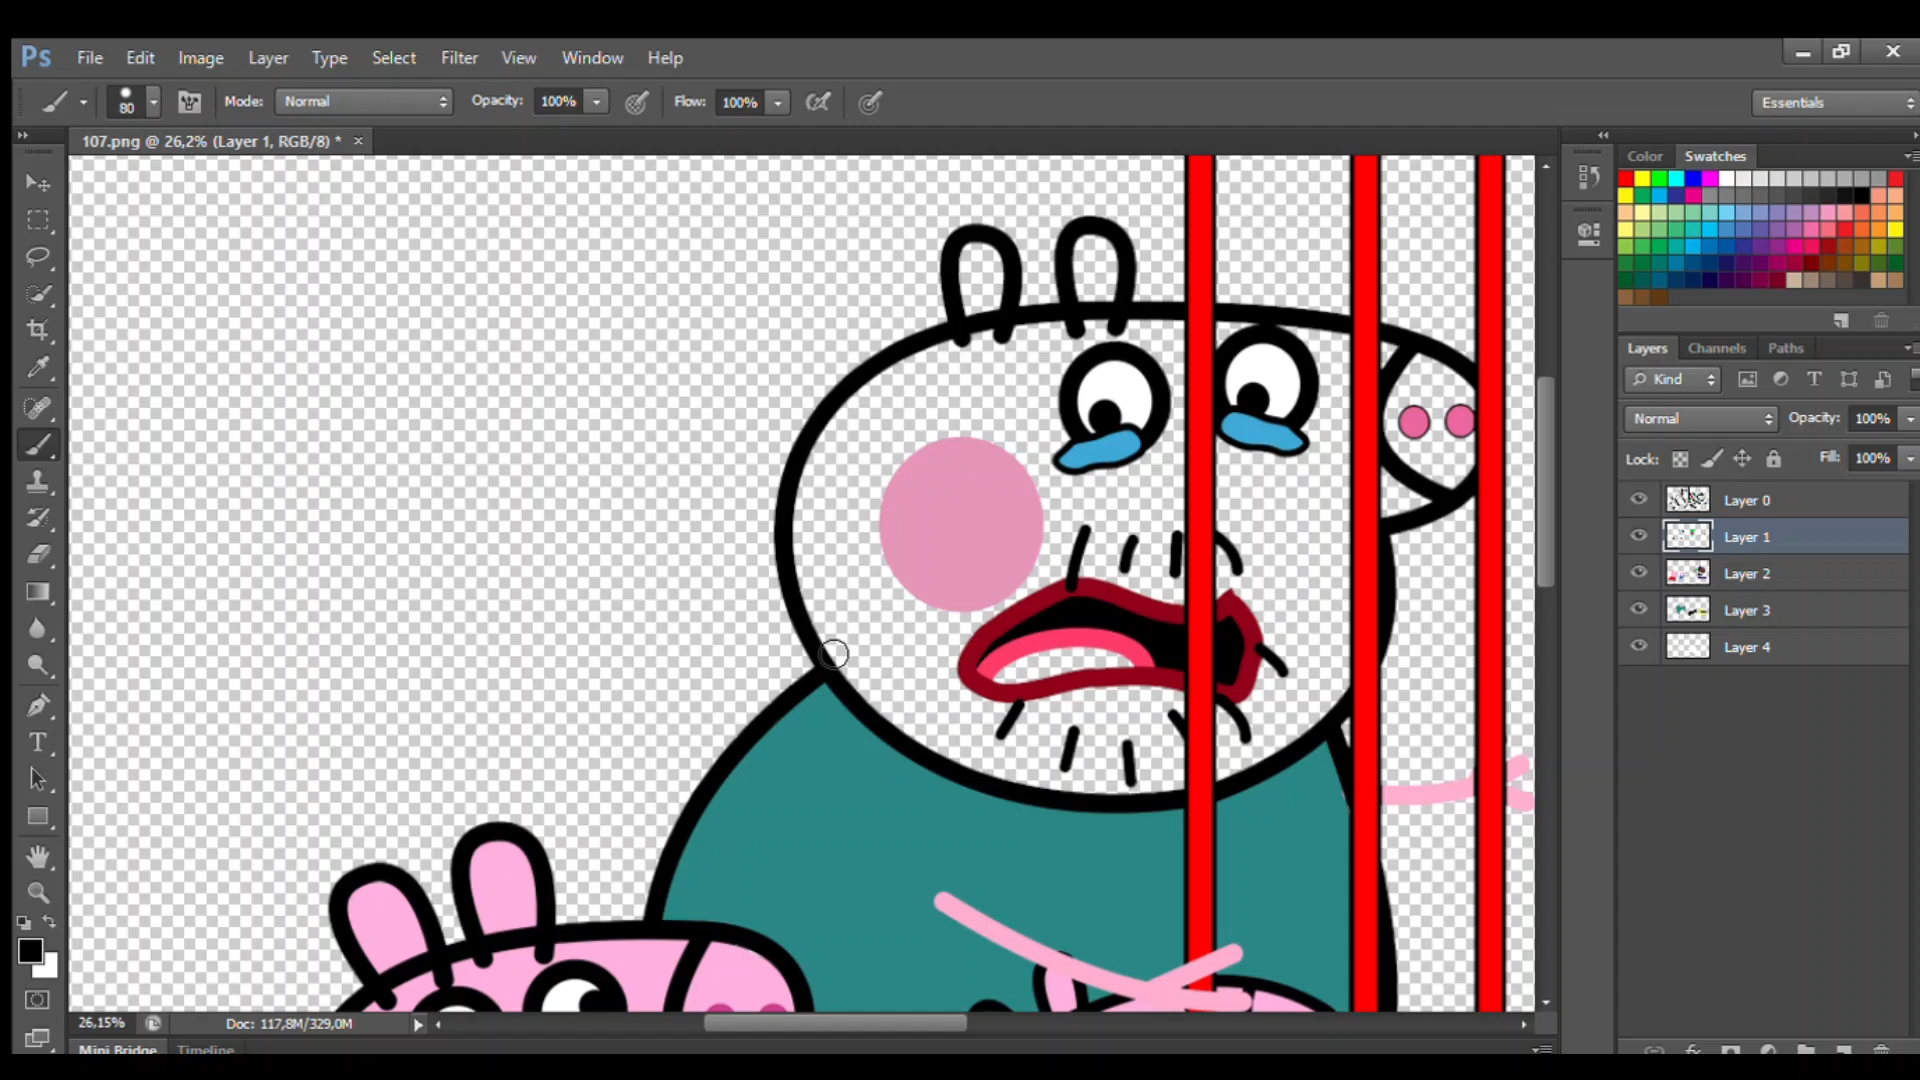 Ps File Edit Image Layer Type Select Filter View Window Help
80 Mode: Normal Opacity: 100% Flow: 100% Essentials
107.png @ 26,2% (Layer 1, RGB/8) * ×
Color Swatches
Layers Channels Paths
Kind T
Normal Opacity: 100%
Lock: Fill: 100%
Layer 0
Layer 1
Layer 2
Layer 3
Layer 4
T
26,15% Doc: 117,8M/329,0M
Mini Bridge Timeline
fx